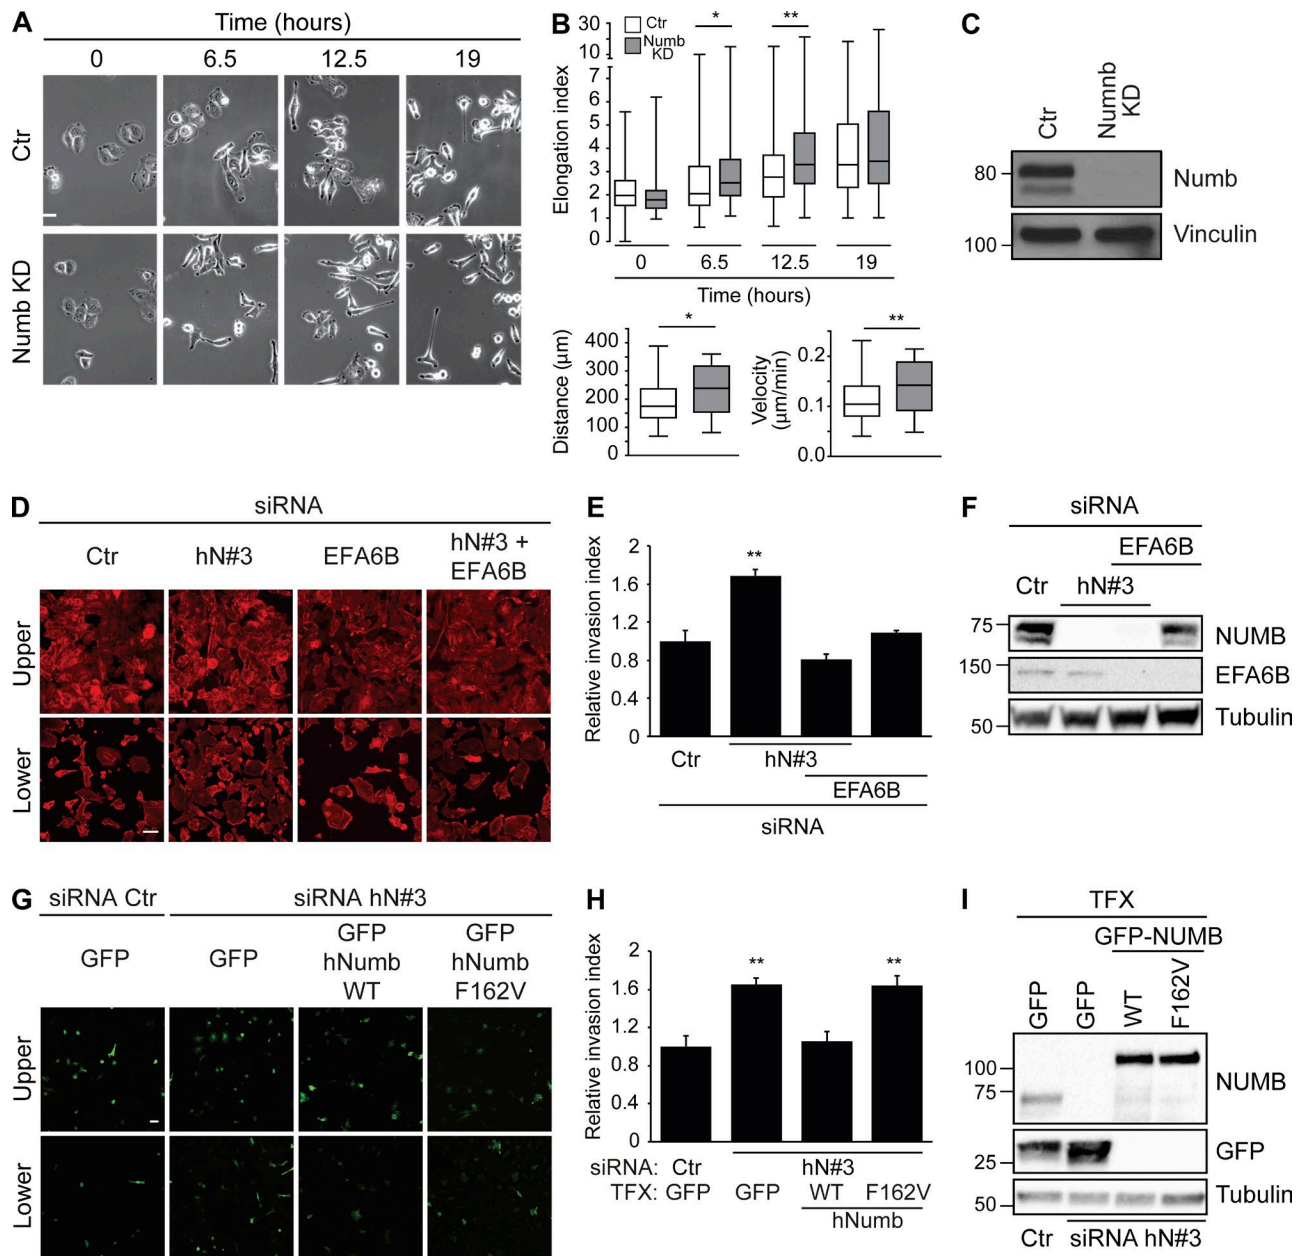 A
Time (hours)
0 6.5 12.5 19
Ctr
Numb KD
B
Ctr
Numb
KD
* **
Elongation index
30
20
10
7
6
5
4
3
2
1
0
0 6.5 12.5 19
Time (hours)
*
Distance (µm)
400
300
200
100
0
**
Velocity
(µm/min)
0.2
0.1
0.0
C
Ctr
Numnb
KD
80
Numb
100
Vinculin
D
siRNA
Ctr hN#3 EFA6B hN#3 +
EFA6B
Upper
Lower
E
Relative invasion index
2
1.6
1.2
0.8
0.4
0
**
Ctr hN#3
EFA6B
siRNA
F
siRNA
EFA6B
Ctr hN#3
75
NUMB
150
EFA6B
50
Tubulin
G
siRNA Ctr siRNA hN#3
GFP GFP GFP
hNumb
WT GFP
hNumb
F162V
Upper
Lower
H
Relative invasion index
2
1.6
1.2
0.8
0.4
0
** **
siRNA: Ctr hN#3
TFX: GFP GFP WT F162V
hNumb
I
TFX
GFP-NUMB
GFP GFP WT F162V
100
75
NUMB
25
GFP
50
Tubulin
Ctr siRNA hN#3